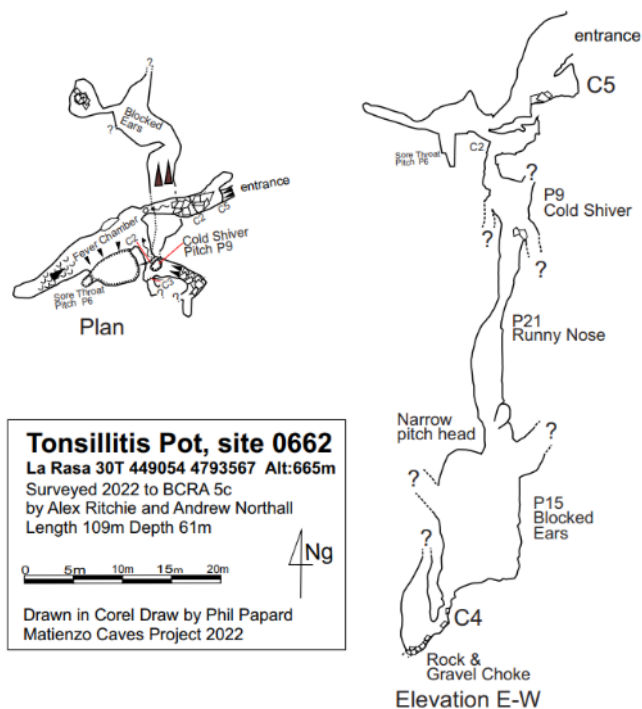 ?
Blocked
Ears
?
entrance
C2
C5
Fever Chamber
C2
Cold Shiver
Pitch P9
Sore Throat
Pitch P6
C3
?
?
Plan
entrance
C5
Sore Throat
Pitch P6
C2
?
P9
Cold Shiver
?
?
P21
Runny Nose
Narrow
pitch head
?
?
P15
Blocked
Ears
?
C4
Rock &
Gravel Choke
Elevation E-W
Tonsillitis Pot, site 0662
La Rasa 30T 449054 4793567 Alt:665m
Surveyed 2022 to BCRA 5c
by Alex Ritchie and Andrew Northall
Length 109m Depth 61m
0 5m 10m 15m 20m
Ng
Drawn in Corel Draw by Phil Papard
Matienzo Caves Project 2022